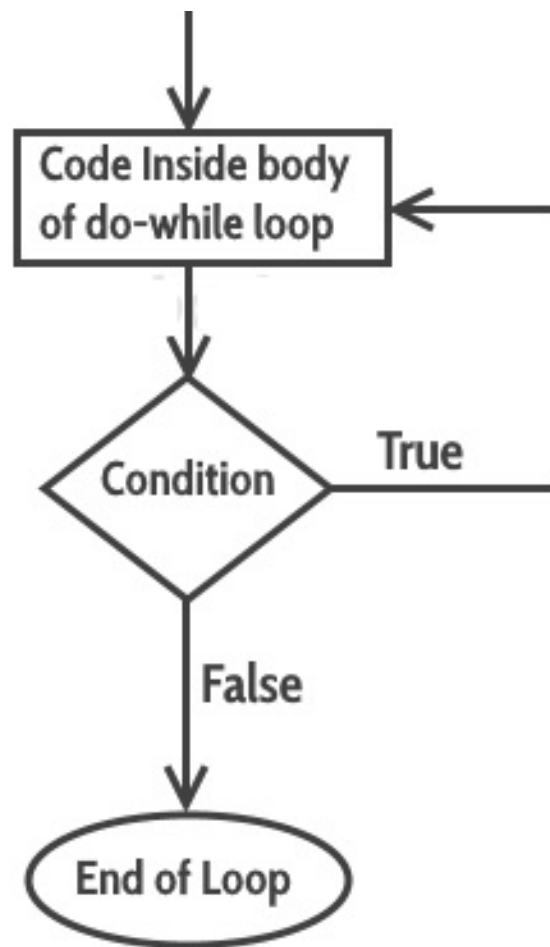 Code Inside body
of do-while loop
Condition
True
False
End of Loop